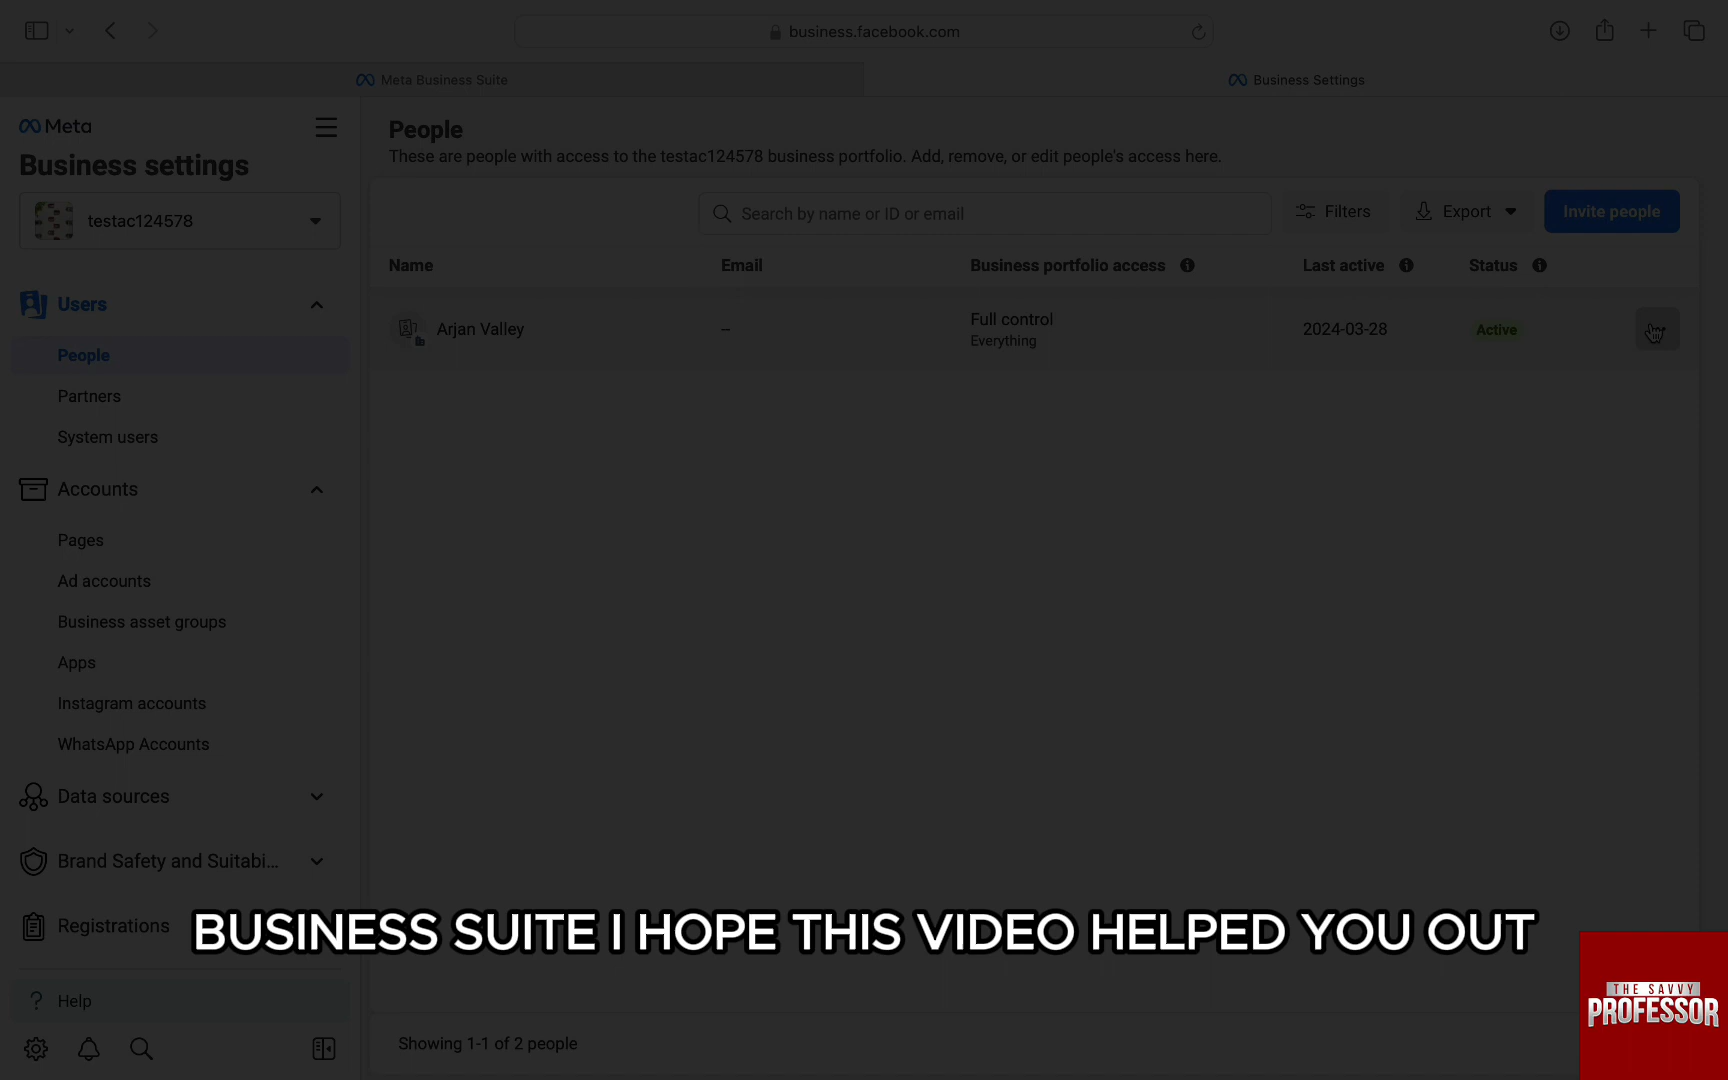 business.facebook.com
Meta Business Suite
Business Settings
Meta
Business settings
testac124578
Users
People
Partners
System users
Accounts
Pages
Ad accounts
Business asset groups
Apps
Instagram accounts
WhatsApp Accounts
Data sources
Brand Safety and Suitabi...
Registrations
? Help
People
These are people with access to the testac124578 business portfolio. Add, remove, or edit people's access here.
Search by name or ID or email
Filters
Export
Invite people
Name Email Business portfolio access Last active Status
Arjan Valley – Full control 2024-03-28 Active
Everything
Showing 1-1 of 2 people
BUSINESS SUITE I HOPE THIS VIDEO HELPED YOU OUT
THE SAVVY
PROFESSOR